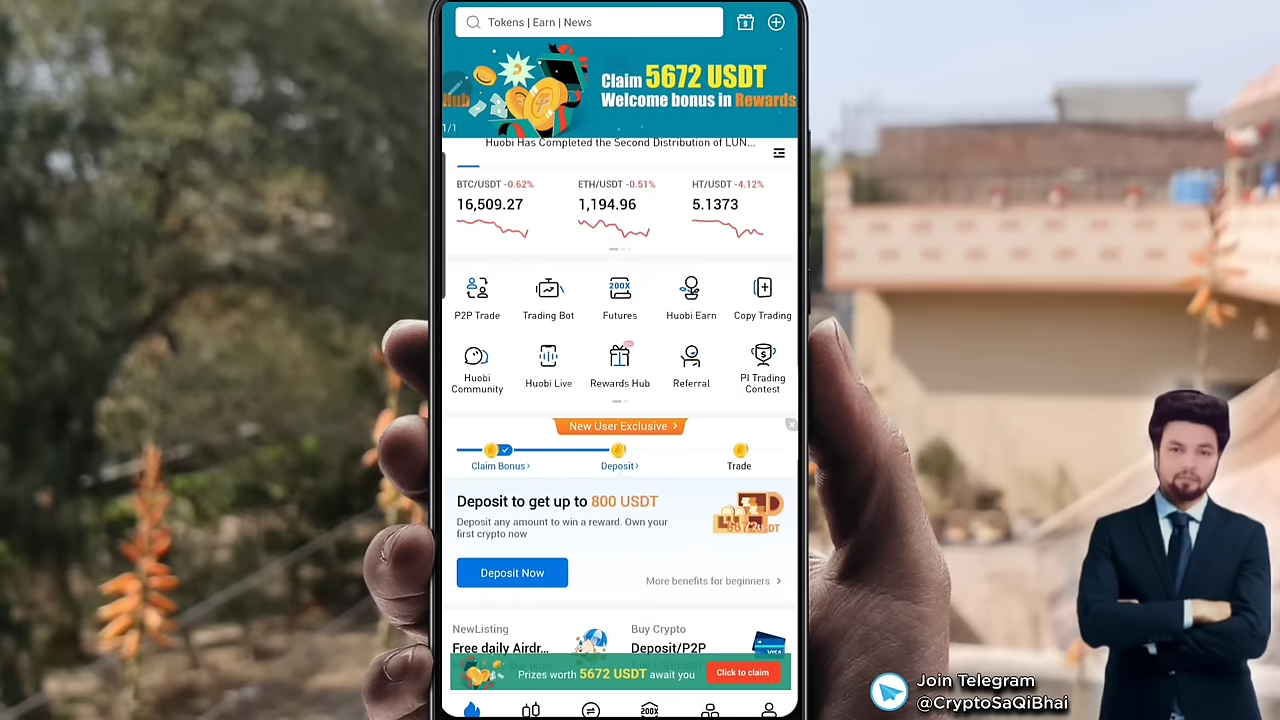 Tokens | Earn | News
Claim 5672 USDT
Welcome bonus in Rewards
Hub
1/1
Huobi Has Completed the Second Distribution of LUN...
BTC/USDT -0.62%
16,509.27
ETH/USDT -0.51%
1,194.96
HT/USDT -4.12%
5.1373
P2P Trade
Trading Bot
200X
Futures
Huobi Earn
Copy Trading
Huobi
Community
Huobi Live
Rewards Hub
Referral
PI Trading
Contest
New User Exclusive >
Claim Bonus›
Deposit›
Trade
Deposit to get up to 800 USDT
Deposit any amount to win a reward. Own your
first crypto now
5672USDT
Deposit Now
More benefits for beginners >
NewListing
Free daily Airdr...
Buy Crypto
Deposit/P2P
VISA
Prizes worth 5672 USDT await you
Click to claim
200X
Join Telegram
@CryptoSaQiBhai